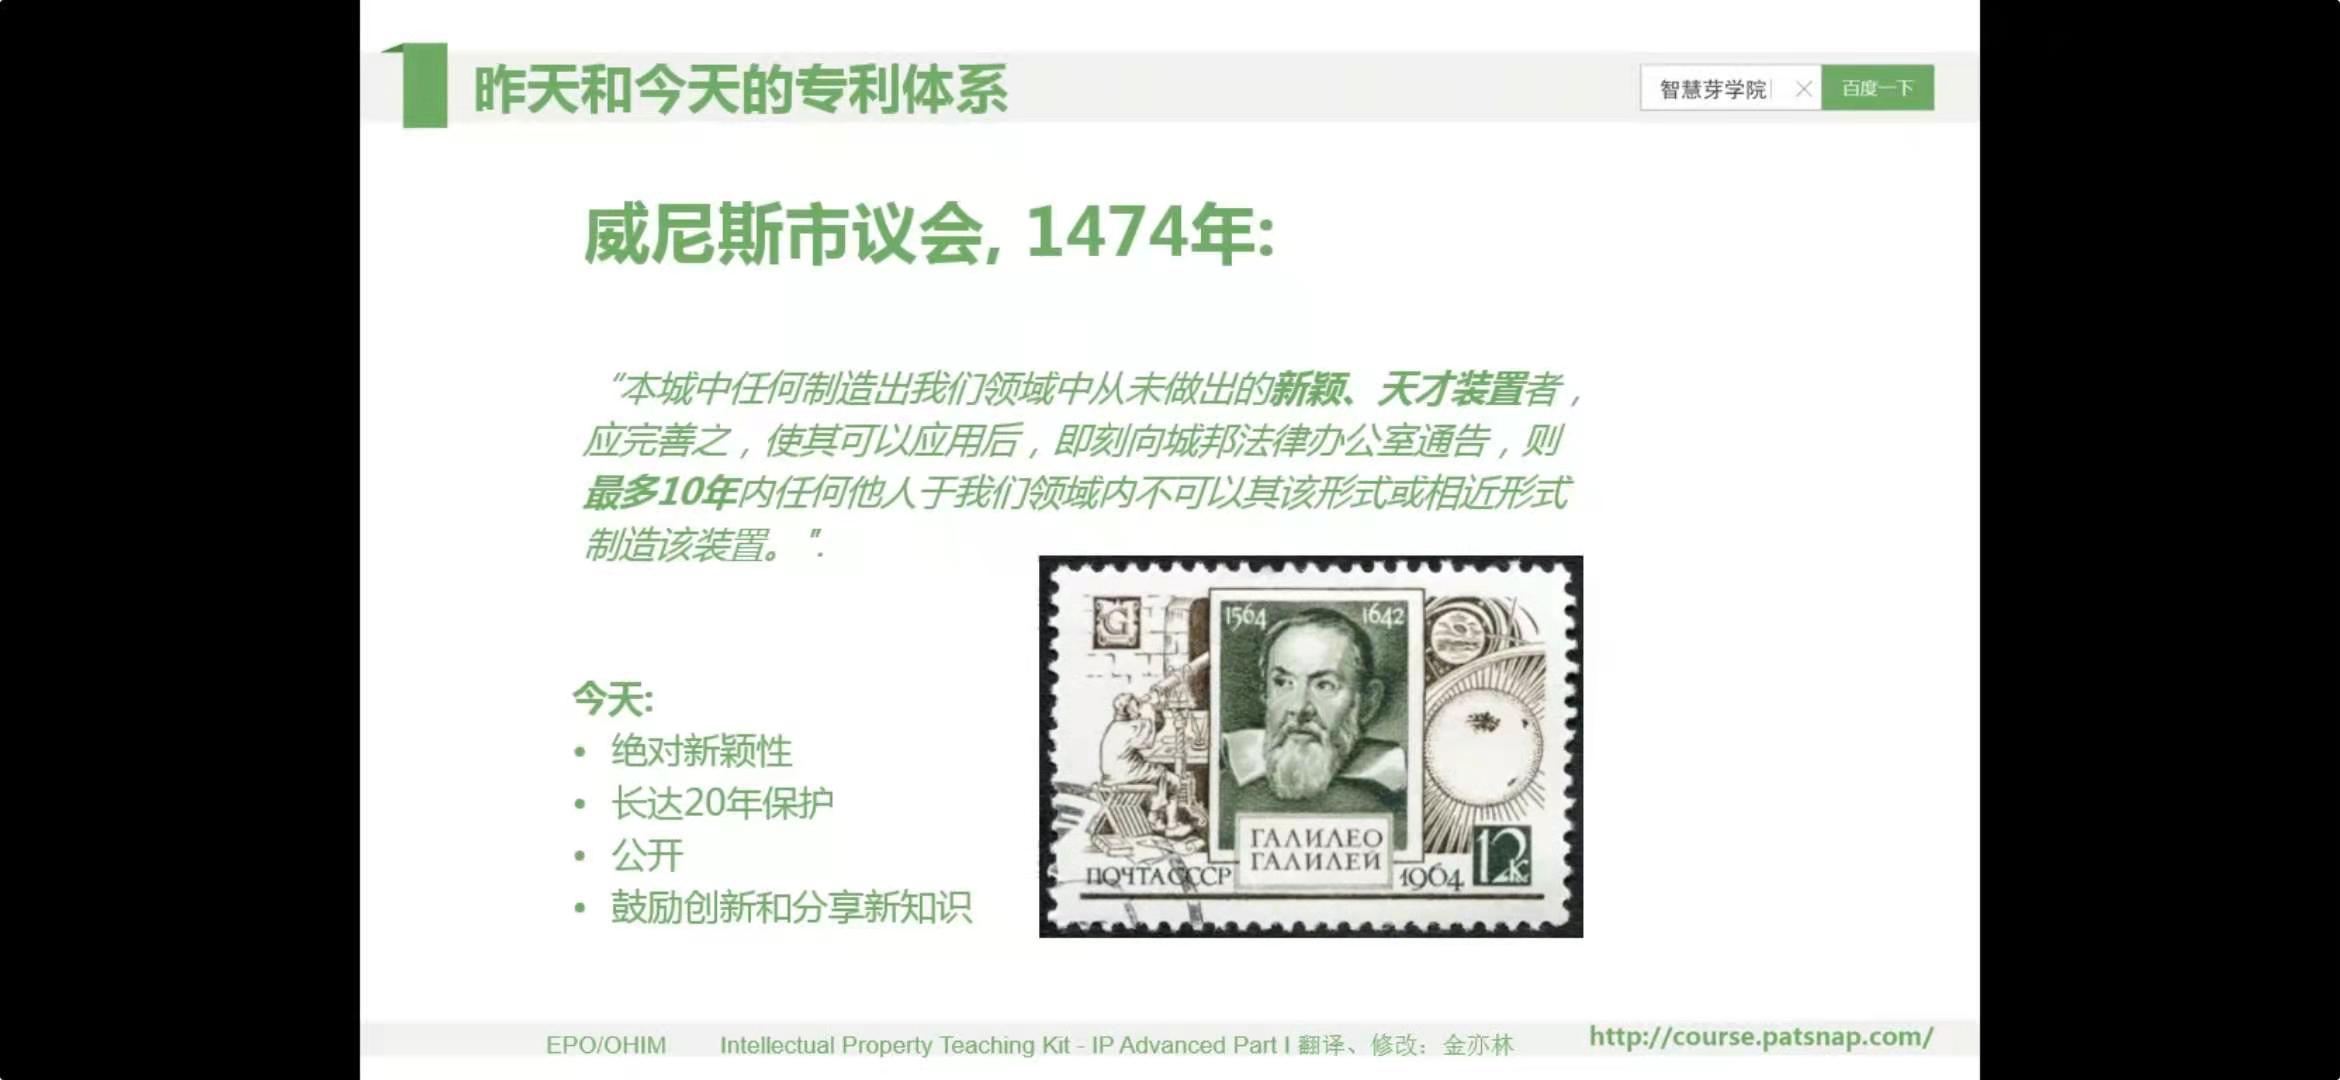 昨天和今天的专利体系
智慧芽学院
百度一下
威尼斯市议会, 1474年:
“本城中任何制造出我们领域中从未做出的新颖、天才装置者，
应完善之，使其可以应用后，即刻向城邦法律办公室通告，则
最多10年内任何他人于我们领域内不可以其该形式或相近形式
制造该装置。”.
今天:
• 绝对新颖性
• 长达20年保护
• 公开
• 鼓励创新和分享新知识
G
1564 1642
ГАЛИЛЕО
ГАЛИЛЕЙ
ПОЧТА СССР 1964 12к
EPO/OHIM Intellectual Property Teaching Kit - IP Advanced Part I 翻译、修改：金亦林
http://course.patsnap.com/